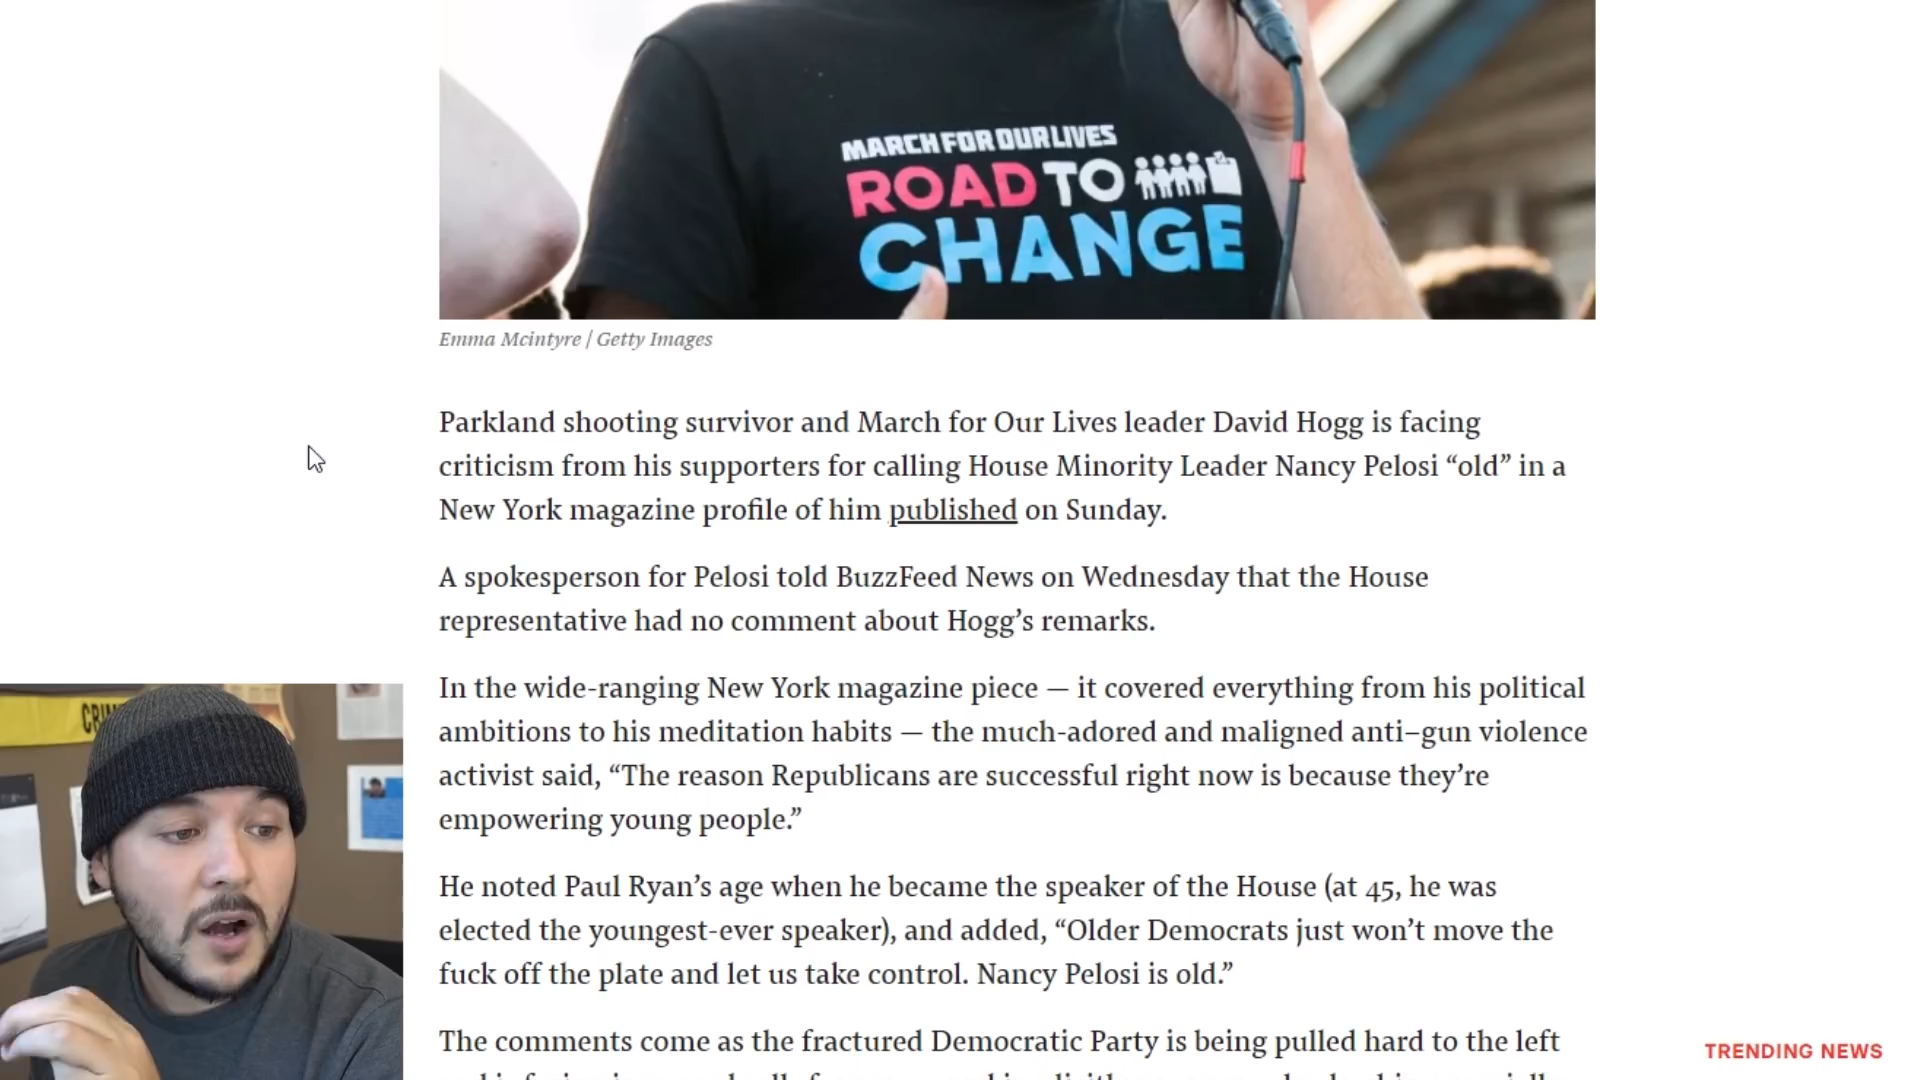 MARCH FOR OUR LIVES
ROAD TO
CHANGE
Emma Mcintyre / Getty Images
Parkland shooting survivor and March for Our Lives leader David Hogg is facing
criticism from his supporters for calling House Minority Leader Nancy Pelosi “old” in a
New York magazine profile of him published on Sunday.
A spokesperson for Pelosi told BuzzFeed News on Wednesday that the House
representative had no comment about Hogg’s remarks.
In the wide-ranging New York magazine piece — it covered everything from his political
ambitions to his meditation habits — the much-adored and maligned anti–gun violence
activist said, “The reason Republicans are successful right now is because they’re
empowering young people.”
He noted Paul Ryan’s age when he became the speaker of the House (at 45, he was
elected the youngest-ever speaker), and added, “Older Democrats just won’t move the
fuck off the plate and let us take control. Nancy Pelosi is old.”
The comments come as the fractured Democratic Party is being pulled hard to the left
TRENDING NEWS